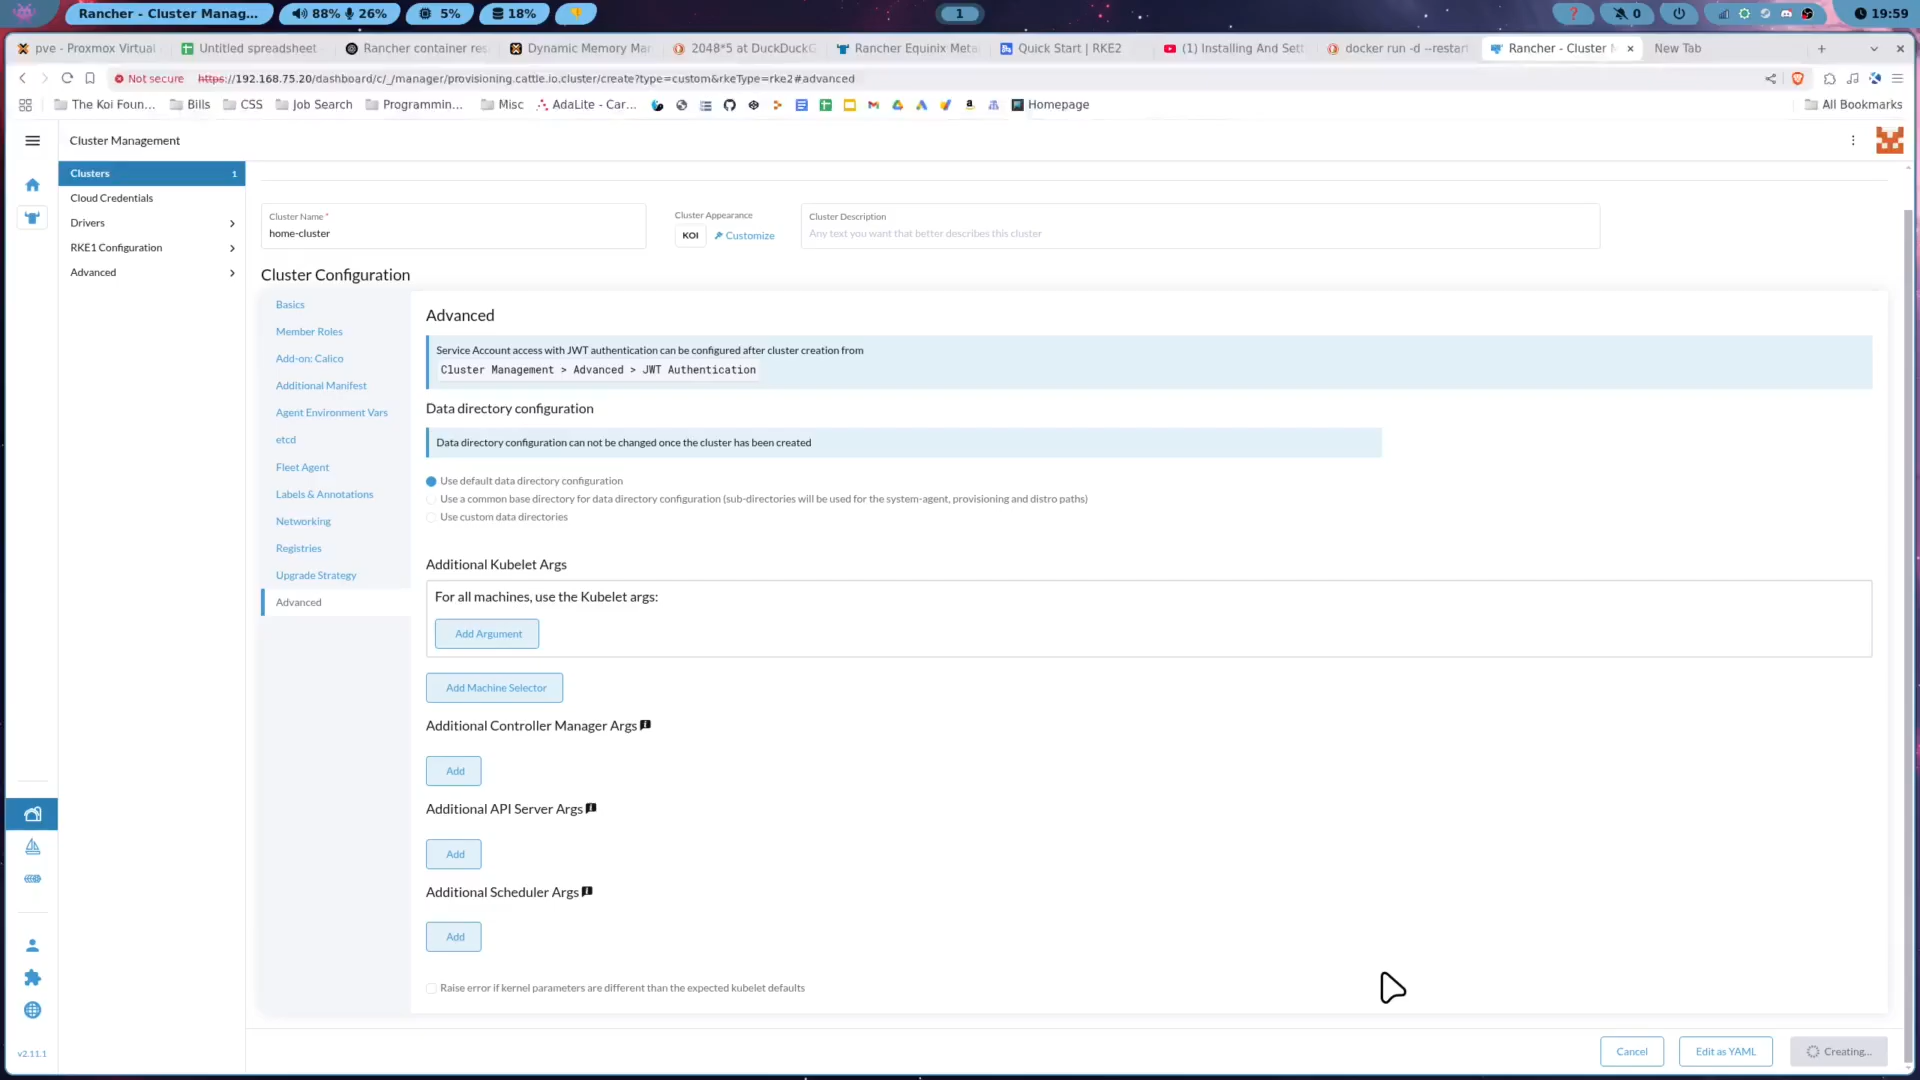 Rancher - Cluster Manag...
88% 26%
5%
18%
1
0
19:59
pve - Proxmox Virtual
Untitled spreadsheet
Rancher container res
Dynamic Memory Mar
2048*5 at DuckDuckG
Rancher Equinix Meta
Quick Start | RKE2
(1) Installing And Sett
docker run -d --restart
Rancher - Cluster M
New Tab
Not secure
https://192.168.75.20/dashboard/c/_/manager/provisioning.cattle.io.cluster/create?type=custom&rkeType=rke2#advanced
The Koi Foun...
Bills
CSS
Job Search
Programmin...
Misc
AdaLite - Car...
Homepage
All Bookmarks
Cluster Management
Clusters 1
Cloud Credentials
Drivers
RKE1 Configuration
Advanced
Cluster Name *
home-cluster
Cluster Appearance
KOI
Customize
Cluster Description
Any text you want that better describes this cluster
Cluster Configuration
Basics
Member Roles
Add-on: Calico
Additional Manifest
Agent Environment Vars
etcd
Fleet Agent
Labels & Annotations
Networking
Registries
Upgrade Strategy
Advanced
Advanced
Service Account access with JWT authentication can be configured after cluster creation from
Cluster Management > Advanced > JWT Authentication
Data directory configuration
Data directory configuration can not be changed once the cluster has been created
Use default data directory configuration
Use a common base directory for data directory configuration (sub-directories will be used for the system-agent, provisioning and distro paths)
Use custom data directories
Additional Kubelet Args
For all machines, use the Kubelet args:
Add Argument
Add Machine Selector
Additional Controller Manager Args
Add
Additional API Server Args
Add
Additional Scheduler Args
Add
Raise error if kernel parameters are different than the expected kubelet defaults
v2.11.1
Cancel
Edit as YAML
Creating...